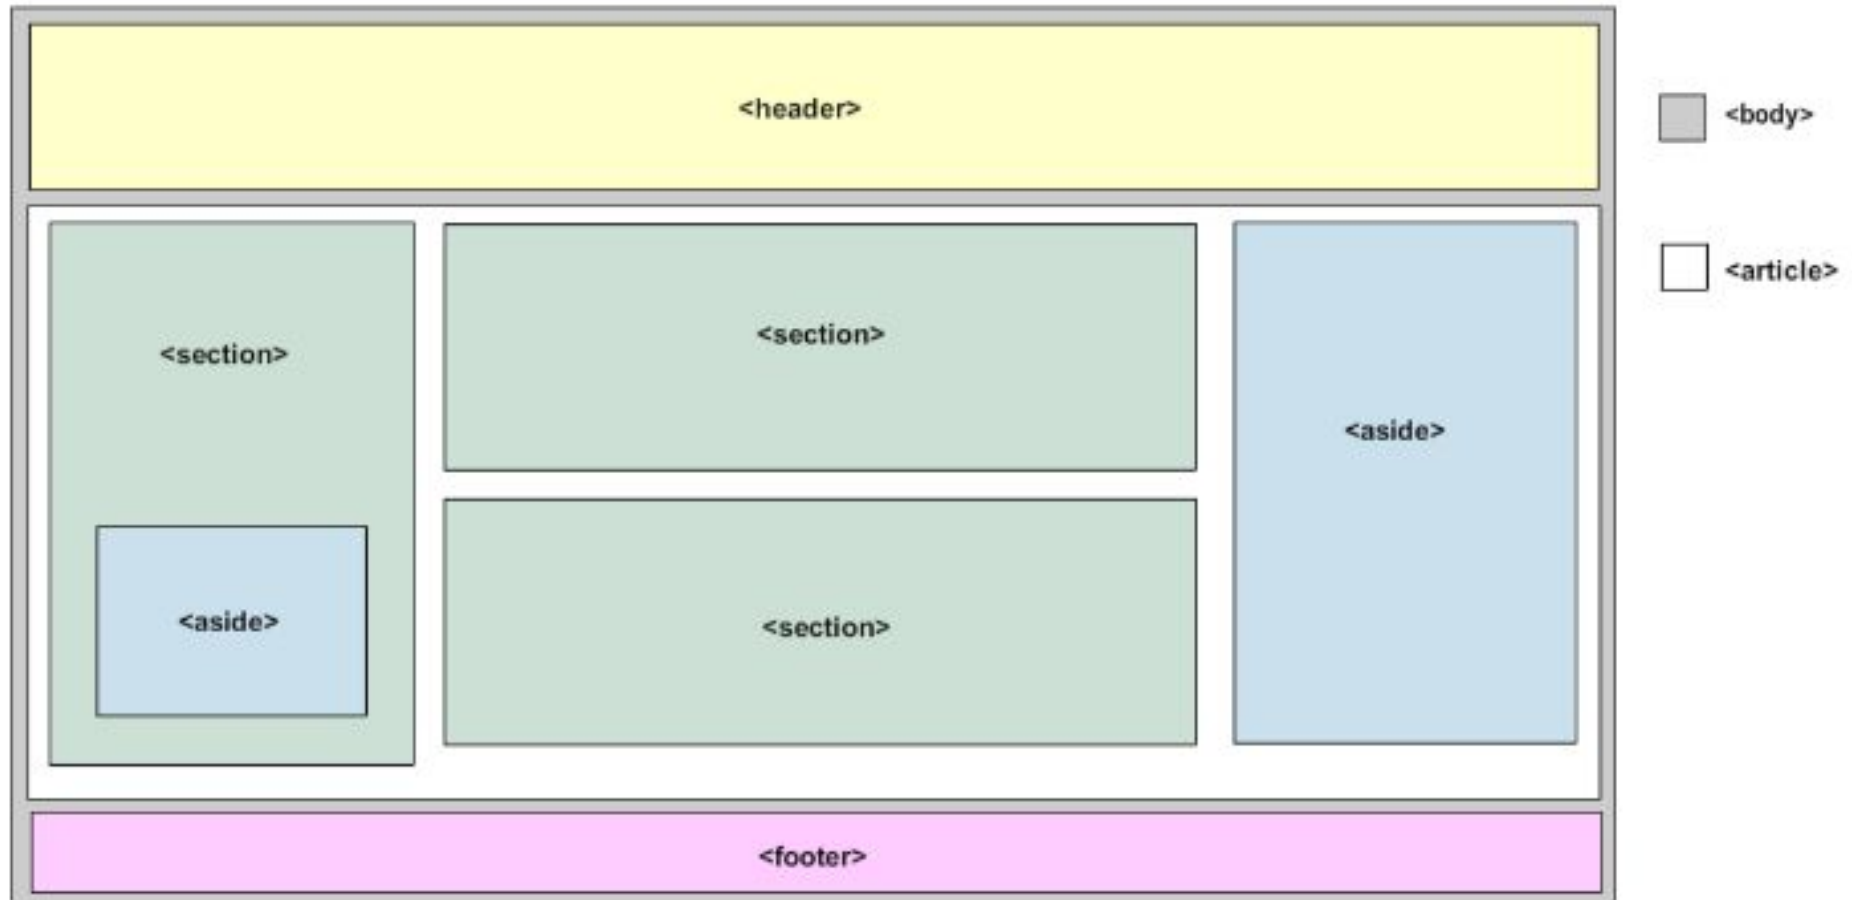 <header>
<body>
<article>
<section>
<section>
<aside>
<aside>
<section>
<footer>